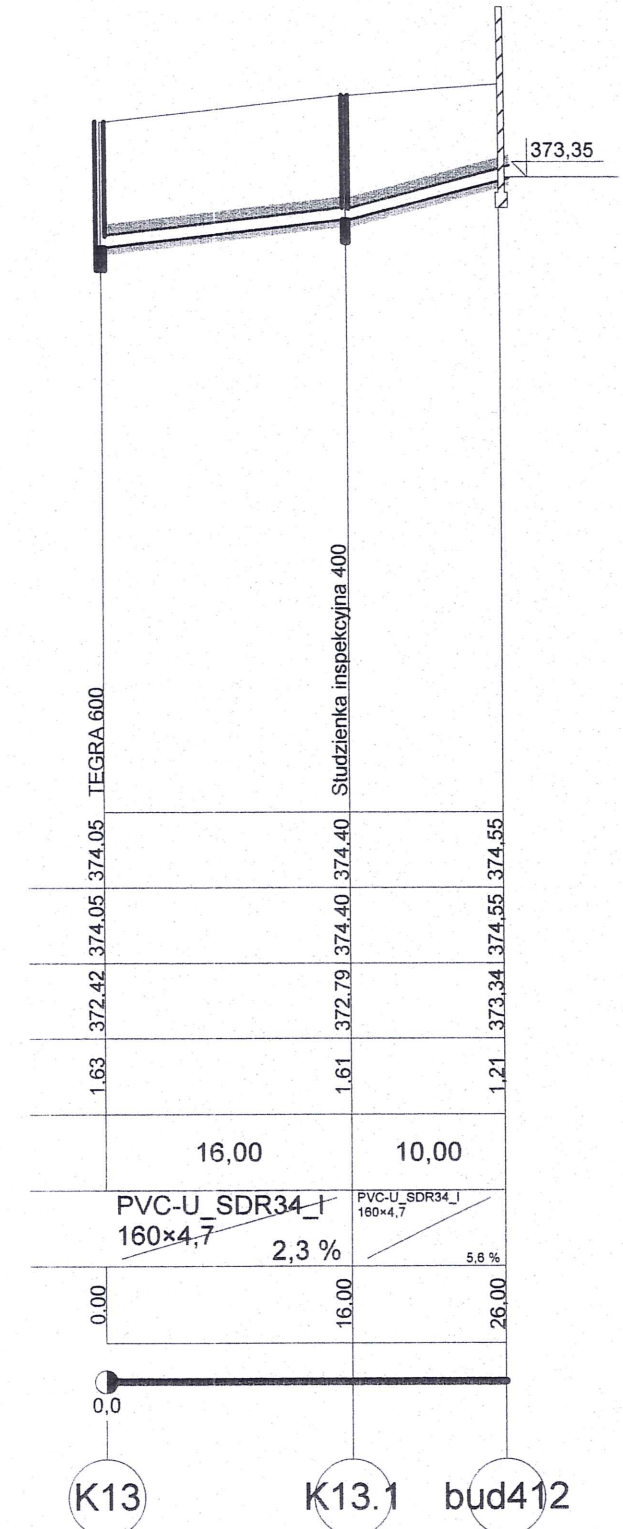 373,35
TEGRA 600
Studzienka inspekcyjna 400
374.05 374.40 374.55
374.05 374.40 374,55
372.42 372.79 373,34
1.63 1.61 1,21
16,00 10,00
PVC-U_SDR34_I
160×4,7
2,3 %
PVC-U_SDR34_I
160×4,7
5,6 %
0.00 16,00 26,00
0,0
K13 K13.1 bud412